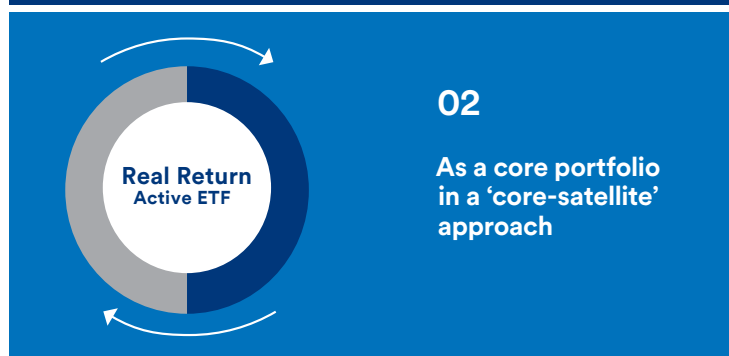 Real Return
Active ETF
02
As a core portfolio
in a ‘core-satellite’
approach